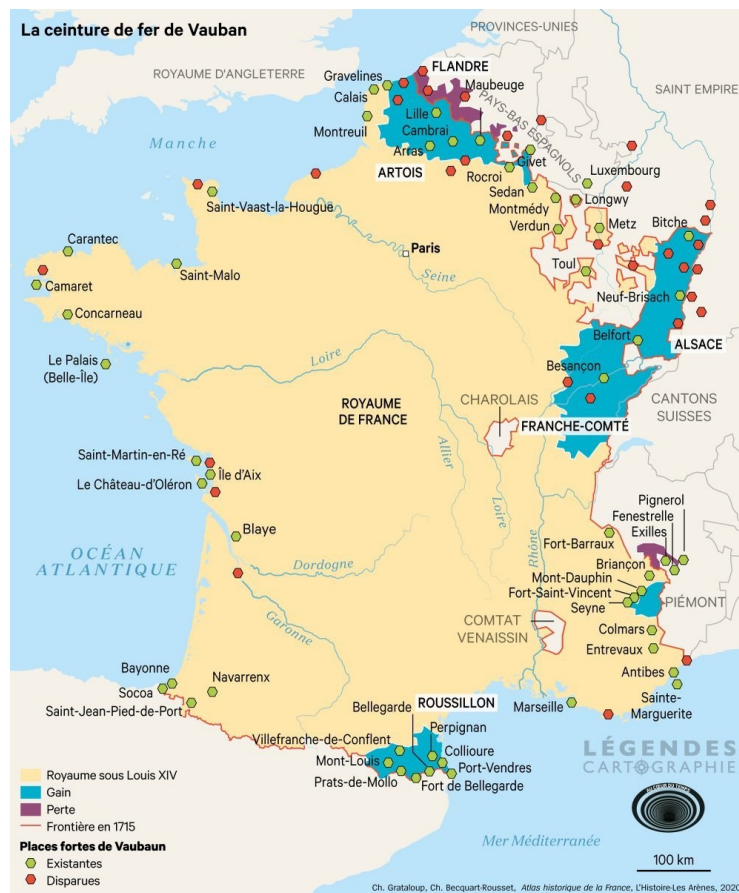 La ceinture de fer de Vauban
PROVINCES-UNIES
ROYAUME D'ANGLETERRE
FLANDRE
SAINT EMPIRE
Gravelines
Maubeuge
Calais
PAYS-BAS ESPAGNOLS
Lille
Montreuil
Cambrai
Manche
Arras
Givet
Luxembourg
ARTOIS
Rocroi
Sedan
Longwy
Saint-Vaast-la-Hougue
Montmédy
Metz
Bitche
Verdun
Carantec
Paris
Toul
Saint-Malo
Seine
Camaret
Neuf-Brisach
Concarneau
Belfort
ALSACE
Le Palais
(Belle-Île)
Loire
Besançon
CHAROLAIS
CANTONS
SUISSES
ROYAUME
DE FRANCE
FRANCHE-COMTÉ
Allier
Saint-Martin-en-Ré
Île d'Aix
Le Château-d'Oléron
Loire
Pignerol
Fenestrelle
Exilles
Blaye
Fort-Barraux
OCÉAN
ATLANTIQUE
Rhône
Dordogne
Briançon
Mont-Dauphin
Fort-Saint-Vincent
Seyne
PIÉMONT
Garonne
COMTAT
VENAISSIN
Colmars
Entrevaux
Bayonne
Navarrenx
Antibes
Socoa
Saint-Jean-Pied-de-Port
Marseille
Sainte-
Marguerite
Bellegarde
ROUSSILLON
Perpignan
Villefranche-de-Conflent
Collioure
Mont-Louis
Port-Vendres
Prats-de-Mollo
Fort de Bellegarde
LÉGENDES
CARTOGRAPHIE
AU CŒUR DU TEMPS
Royaume sous Louis XIV
Gain
Perte
Frontière en 1715
Places fortes de Vaubaun
Existantes
Disparues
Mer Méditerranée
100 km
Ch. Grataloup, Ch. Becquart-Rousset, Atlas historique de la France, L'Histoire-Les Arènes, 2020